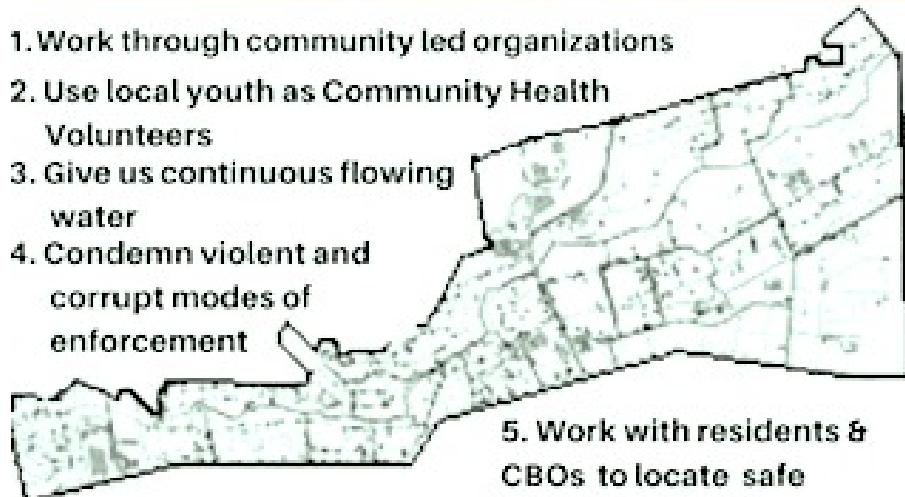 1. Work through community led organizations
2. Use local youth as Community Health
Volunteers
3. Give us continuous flowing
water
4. Condemn violent and
corrupt modes of
enforcement
5. Work with residents &
CBOs to locate safe